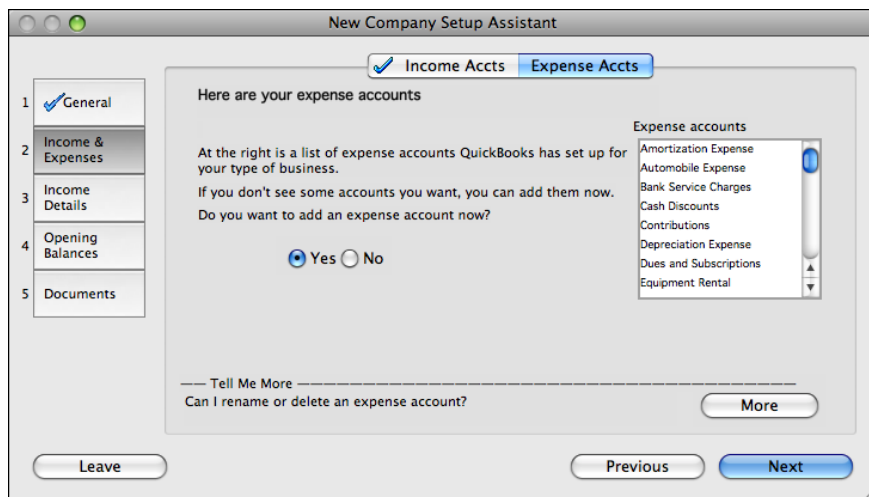 New Company Setup Assistant
Income Accts
Expense Accts
1 General
2 Income &
Expenses
3 Income
Details
4 Opening
Balances
5 Documents
Here are your expense accounts
At the right is a list of expense accounts QuickBooks has set up for
your type of business.
If you don't see some accounts you want, you can add them now.
Do you want to add an expense account now?
Yes No
Expense accounts
Amortization Expense
Automobile Expense
Bank Service Charges
Cash Discounts
Contributions
Depreciation Expense
Dues and Subscriptions
Equipment Rental
Tell Me More
Can I rename or delete an expense account?
More
Leave
Previous
Next